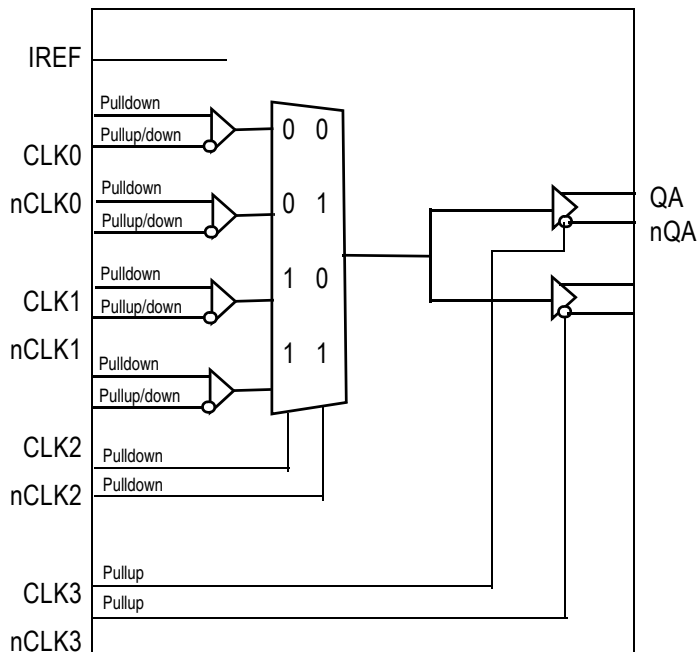 IREF
Pulldown
Pullup/down
0 0
CLK0
nCLK0
Pulldown
Pullup/down
0 1
QA
nQA
Pulldown
Pullup/down
1 0
CLK1
nCLK1
Pulldown
Pullup/down
1 1
CLK2
Pulldown
nCLK2
Pulldown
CLK3
Pullup
Pullup
nCLK3